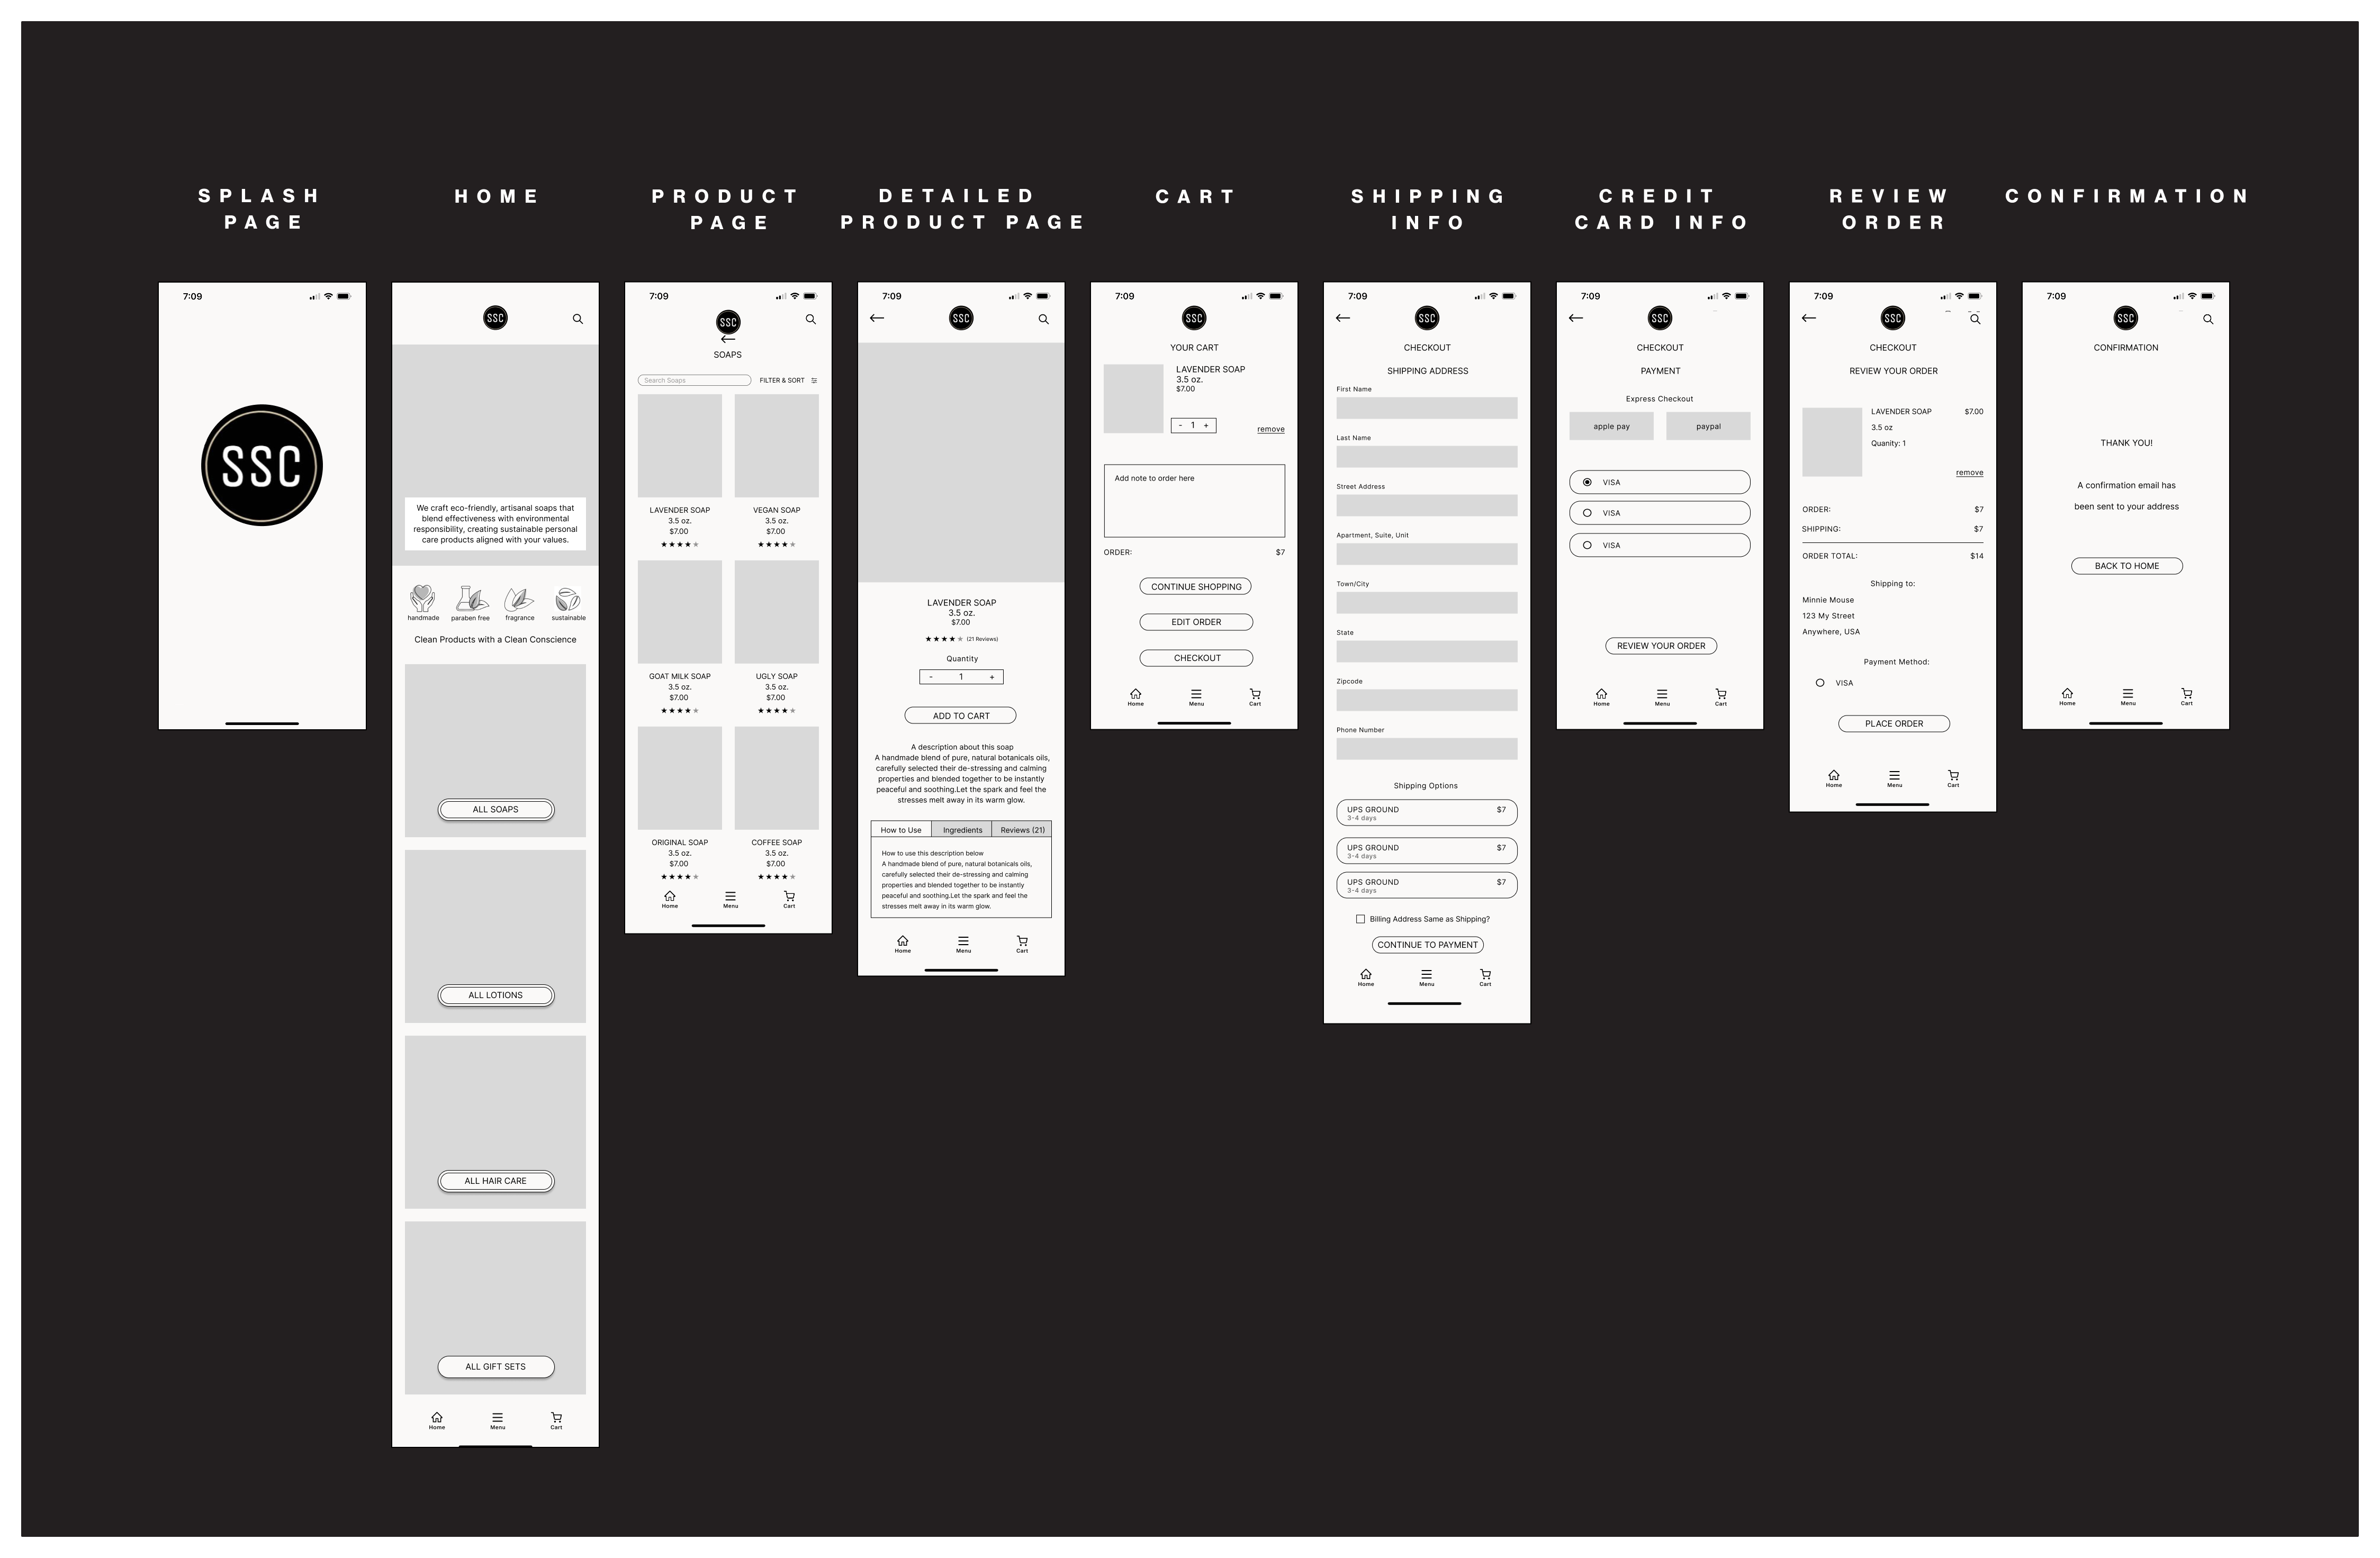 SPLASH
PAGE
HOME
PRODUCT
PAGE
DETAILED
PRODUCT PAGE
CART
SHIPPING
INFO
CREDIT
CARD INFO
REVIEW
ORDER
CONFIRMATION
7:09
SSC
SSC
We craft eco-friendly, artisanal soaps that
blend effectiveness with environmental
responsibility, creating sustainable personal
care products aligned with your values.
handmade paraben free fragrance sustainable
Clean Products with a Clean Conscience
ALL SOAPS
ALL LOTIONS
ALL HAIR CARE
ALL GIFT SETS
Home Menu Cart
7:09
SSC
SOAPS
Search Soaps FILTER & SORT
LAVENDER SOAP VEGAN SOAP
3.5 oz. 3.5 oz.
$7.00 $7.00
GOAT MILK SOAP UGLY SOAP
3.5 oz. 3.5 oz.
$7.00 $7.00
ORIGINAL SOAP COFFEE SOAP
3.5 oz. 3.5 oz.
$7.00 $7.00
Home Menu Cart
7:09
SSC
LAVENDER SOAP
3.5 oz.
$7.00
(21 Reviews)
Quantity
- 1 +
ADD TO CART
A description about this soap
A handmade blend of pure, natural botanicals oils,
carefully selected their de-stressing and calming
properties and blended together to be instantly
peaceful and soothing.Let the spark and feel the
stresses melt away in its warm glow.
How to Use Ingredients Reviews (21)
How to use this description below
A handmade blend of pure, natural botanicals oils,
carefully selected their de-stressing and calming
properties and blended together to be instantly
peaceful and soothing.Let the spark and feel the
stresses melt away in its warm glow.
Home Menu Cart
7:09
SSC
YOUR CART
LAVENDER SOAP
3.5 oz.
$7.00
- 1 +
remove
Add note to order here
ORDER: $7
CONTINUE SHOPPING
EDIT ORDER
CHECKOUT
Home Menu Cart
7:09
SSC
CHECKOUT
SHIPPING ADDRESS
First Name
Last Name
Street Address
Apartment, Suite, Unit
Town/City
State
Zipcode
Phone Number
Shipping Options
UPS GROUND $7
3-4 days
UPS GROUND $7
3-4 days
UPS GROUND $7
3-4 days
Billing Address Same as Shipping?
CONTINUE TO PAYMENT
Home Menu Cart
7:09
SSC
CHECKOUT
PAYMENT
Express Checkout
apple pay paypal
VISA
VISA
VISA
REVIEW YOUR ORDER
Home Menu Cart
7:09
SSC
CHECKOUT
REVIEW YOUR ORDER
LAVENDER SOAP $7.00
3.5 oz
Quanity: 1
remove
ORDER: $7
SHIPPING: $7
ORDER TOTAL: $14
Shipping to:
Minnie Mouse
123 My Street
Anywhere, USA
Payment Method:
VISA
PLACE ORDER
Home Menu Cart
7:09
SSC
CONFIRMATION
THANK YOU!
A confirmation email has
been sent to your address
BACK TO HOME
Home Menu Cart